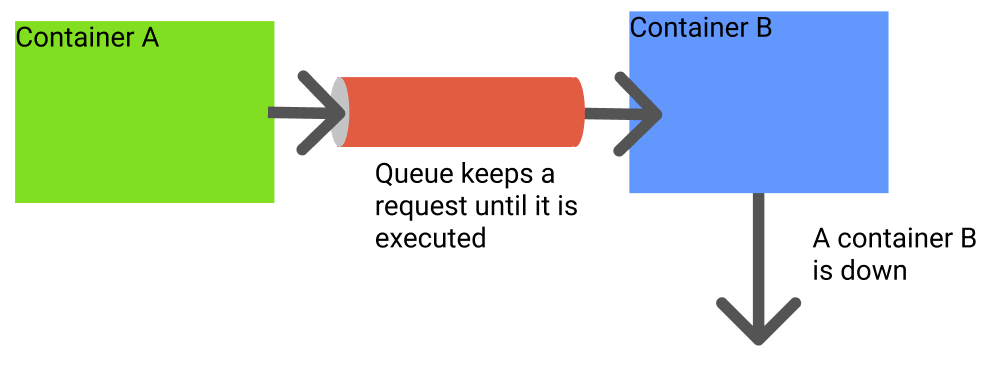 Container A
Container B
Queue keeps a
request until it is
executed
A container B
is down